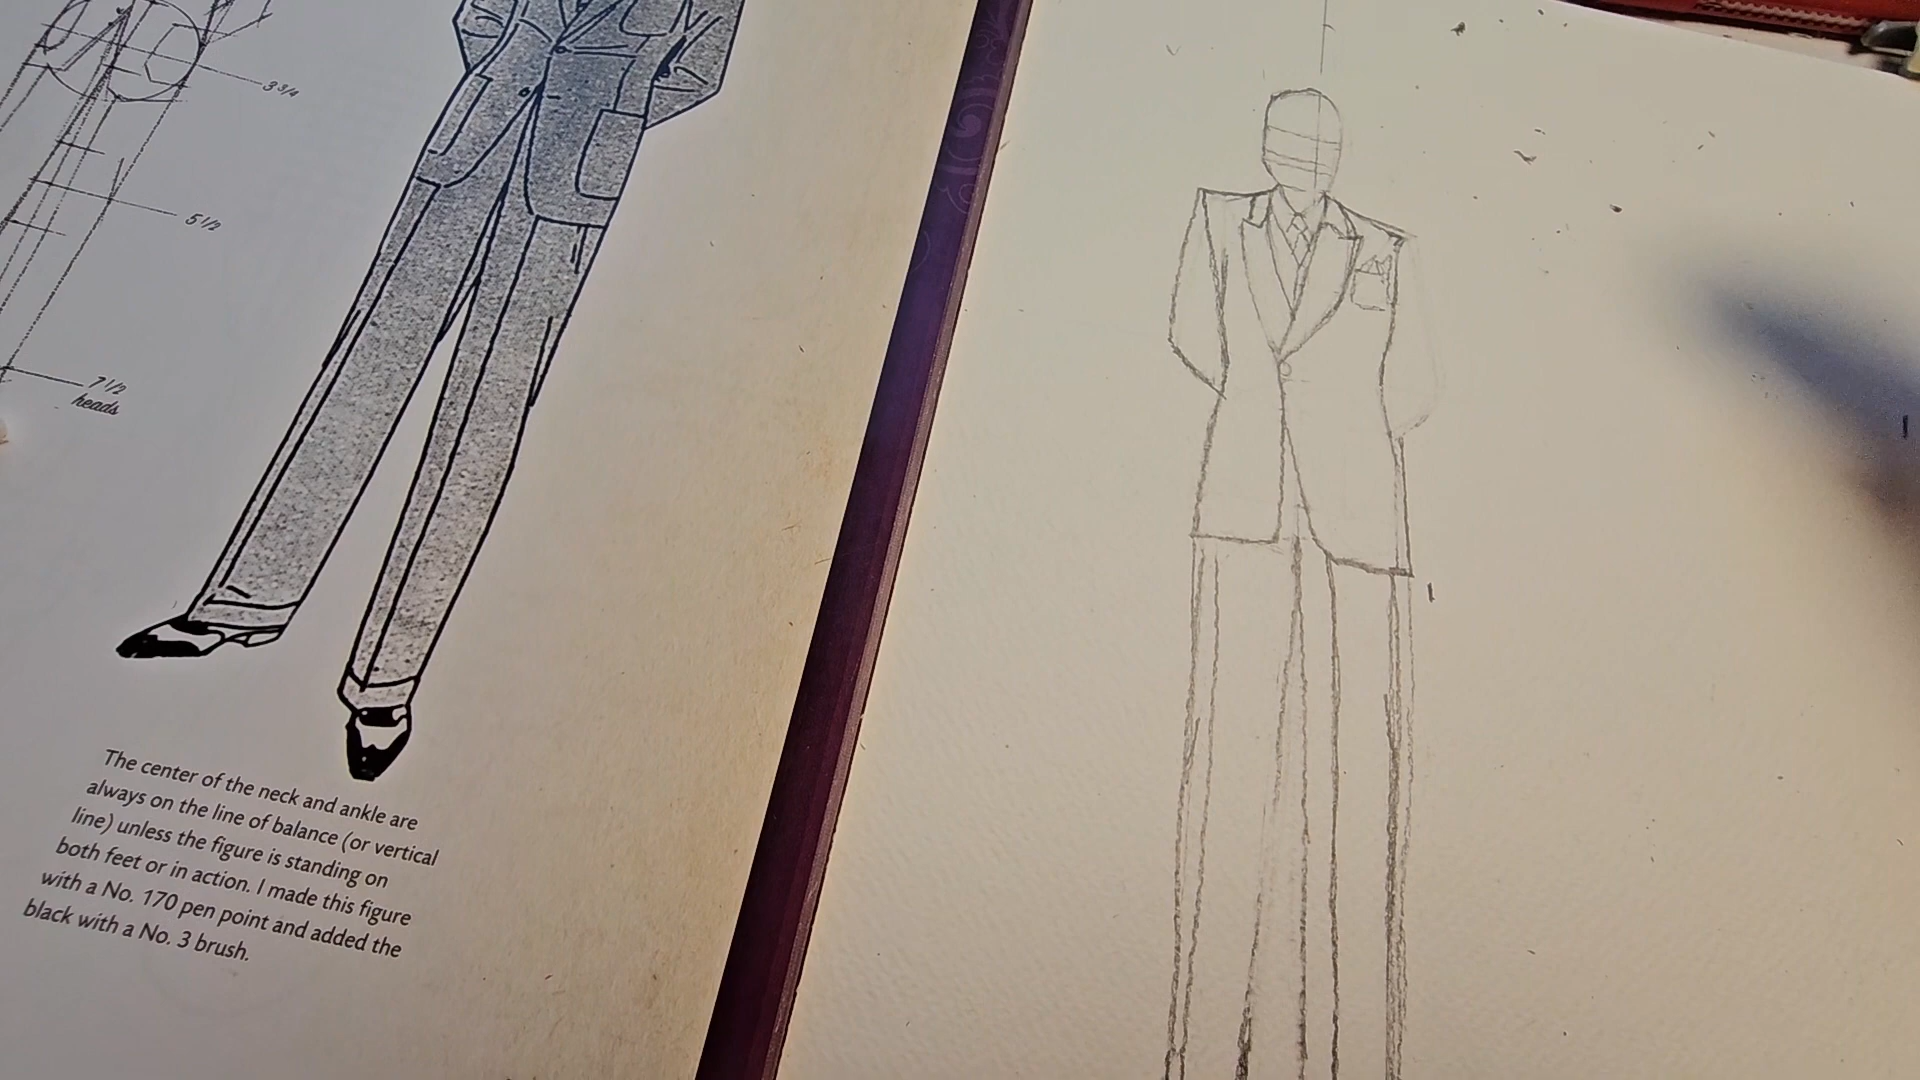 3 3/4
5 1/2
7 1/2
heads
The center of the neck and ankle are
always on the line of balance (or vertical
line) unless the figure is standing on
both feet or in action. I made this figure
with a No. 170 pen point and added the
black with a No. 3 brush.